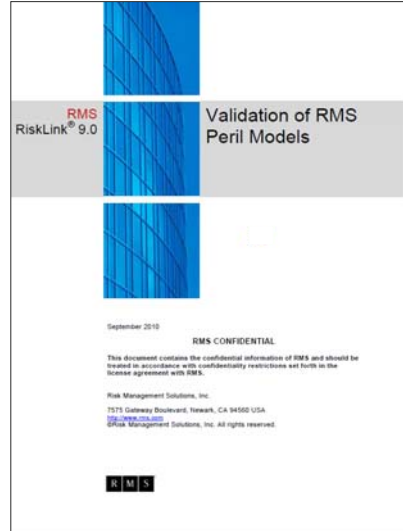 RMS
RiskLink® 9.0
Validation of RMS
Peril Models
September 2010
RMS CONFIDENTIAL
This document contains the confidential information of RMS and should be
treated in accordance with confidentiality restrictions set forth in the
license agreement with RMS.
Risk Management Solutions, Inc.
7575 Gateway Boulevard, Newark, CA 94560 USA
http://www.rms.com
©Risk Management Solutions, Inc. All rights reserved.
R M S